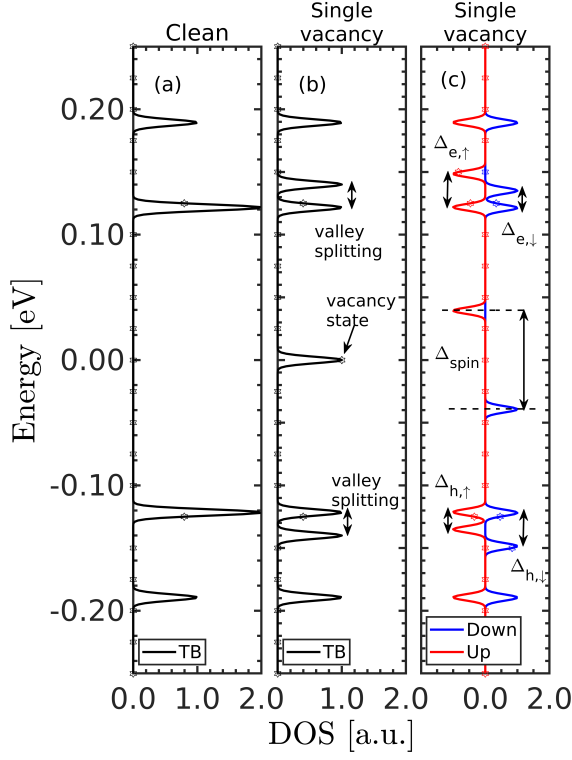 Clean
Single
vacancy
Single
vacancy
(a)
(b)
(c)
0.20
0.10
0.00
-0.10
-0.20
Energy [eV]
valley
splitting
vacancy
state
valley
splitting
Δe,↑
Δe,↓
Δspin
Δh,↑
Δh,↓
TB
TB
Down
Up
0.0 1.0 2.0 0.0 1.0 2.0 0.0 2.0
DOS [a.u.]